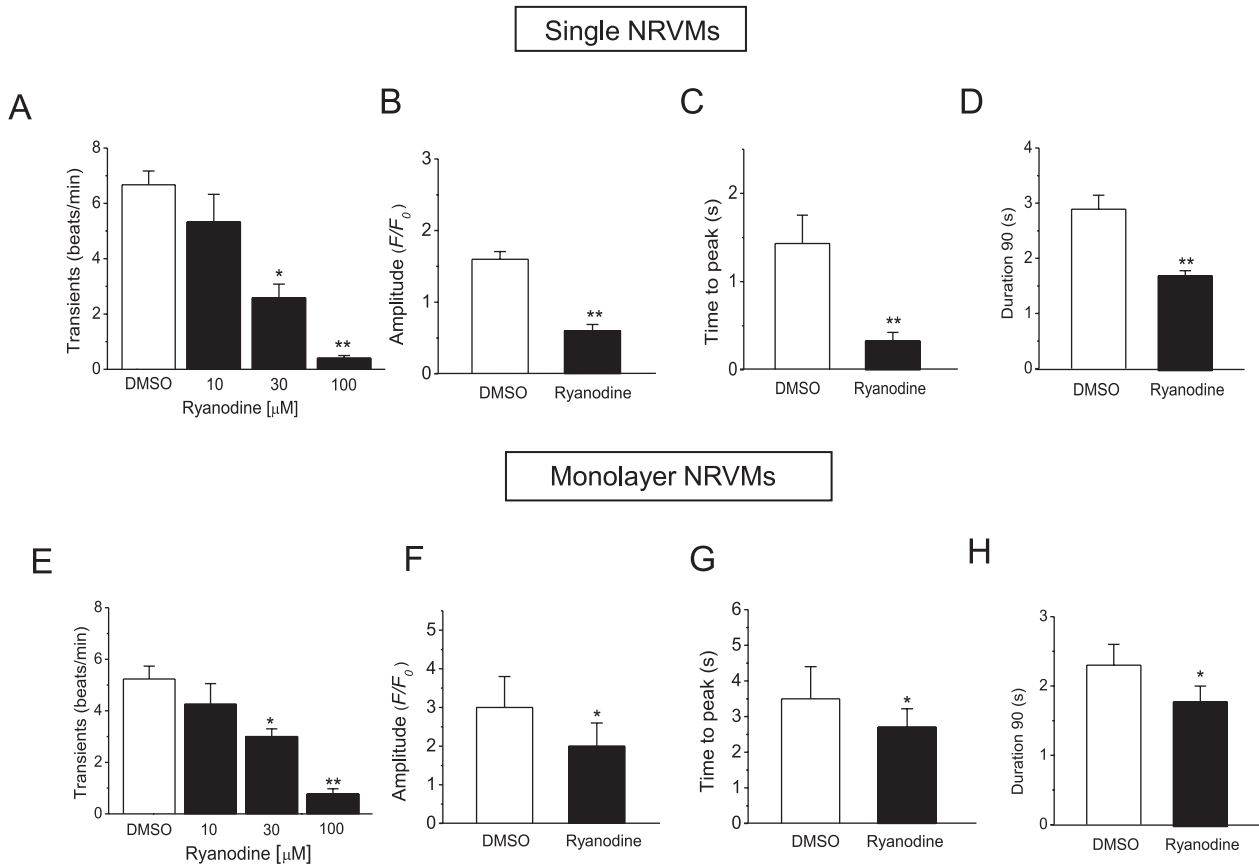 Single NRVMs
A
Transients (beats/min)
8
6
4
2
0
*
**
DMSO 10 30 100
Ryanodine [μM]
B
Amplitude (F/F0)
3
2
1
0
**
DMSO Ryanodine
C
Time to peak (s)
2
1
0
**
DMSO Ryanodine
D
Duration 90 (s)
4
3
2
1
0
**
DMSO Ryanodine
Monolayer NRVMs
E
Transients (beats/min)
8
6
4
2
0
*
**
DMSO 10 30 100
Ryanodine [μM]
F
Amplitude (F/F0)
5
4
3
2
1
0
*
DMSO Ryanodine
G
Time to peak (s)
6
5
4
3
2
1
0
*
DMSO Ryanodine
H
Duration 90 (s)
3
2
1
0
*
DMSO Ryanodine